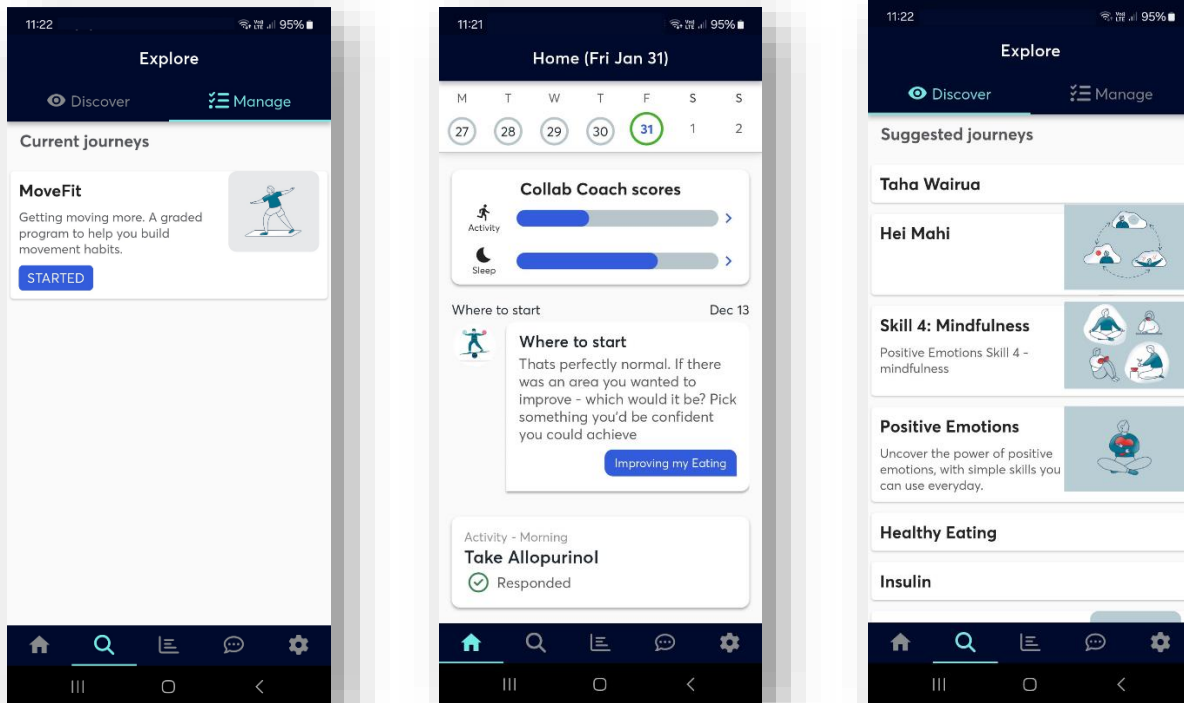 11:22
95%
Explore
Discover
Manage
Current journeys
MoveFit
Getting moving more. A graded
program to help you build
movement habits.
STARTED
11:21
95%
Home (Fri Jan 31)
M T W T F S S
27 28 29 30 31 1 2
Collab Coach scores
Activity
Sleep
Where to start Dec 13
Where to start
Thats perfectly normal. If there
was an area you wanted to
improve - which would it be? Pick
something you'd be confident
you could achieve
Improving my Eating
Activity - Morning
Take Allopurinol
Responded
11:22
95%
Explore
Discover
Manage
Suggested journeys
Taha Wairua
Hei Mahi
Skill 4: Mindfulness
Positive Emotions Skill 4 -
mindfulness
Positive Emotions
Uncover the power of positive
emotions, with simple skills you
can use everyday.
Healthy Eating
Insulin